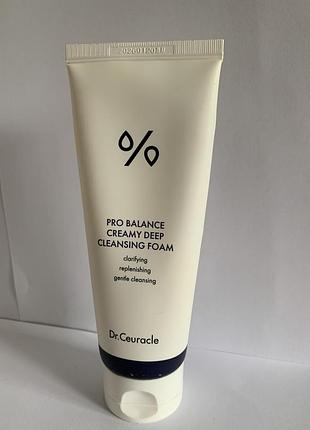 %
PRO BALANCE
CREAMY DEEP
CLEANSING FOAM
clarifying
replenishing
gentle cleansing
Dr.Ceuracle